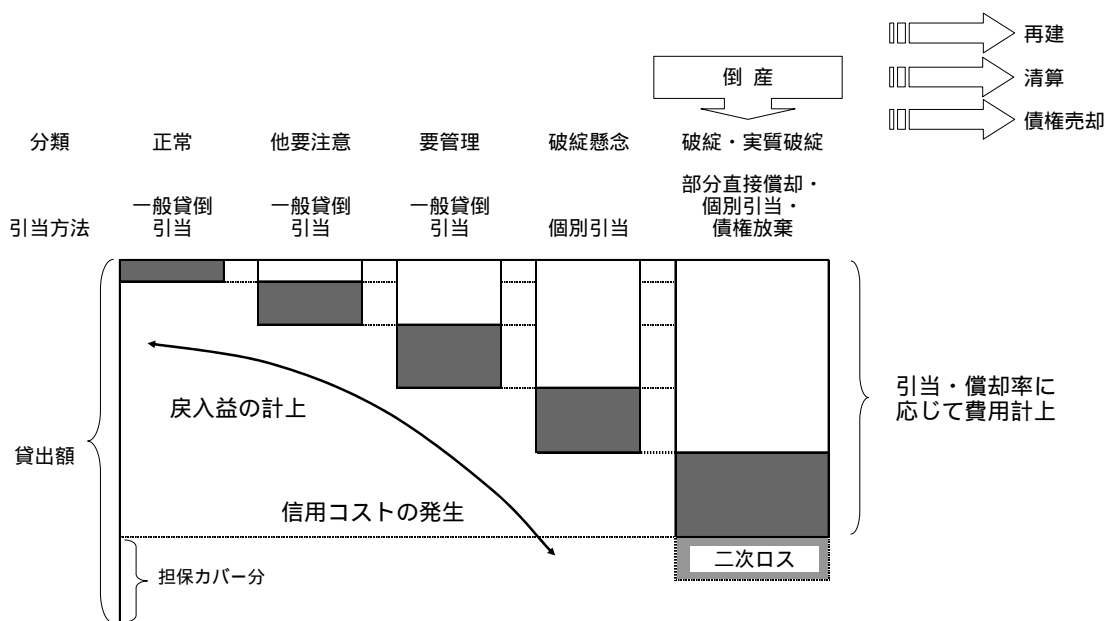 再建
清算
債権売却
倒 産
分類 正常 他要注意 要管理 破綻懸念 破綻・実質破綻
引当方法
一般貸倒
引当
一般貸倒
引当
一般貸倒
引当
個別引当
部分直接償却・
個別引当・
債権放棄
戻入益の計上
貸出額
信用コストの発生
担保カバー分
二次ロス
引当・償却率に
応じて費用計上